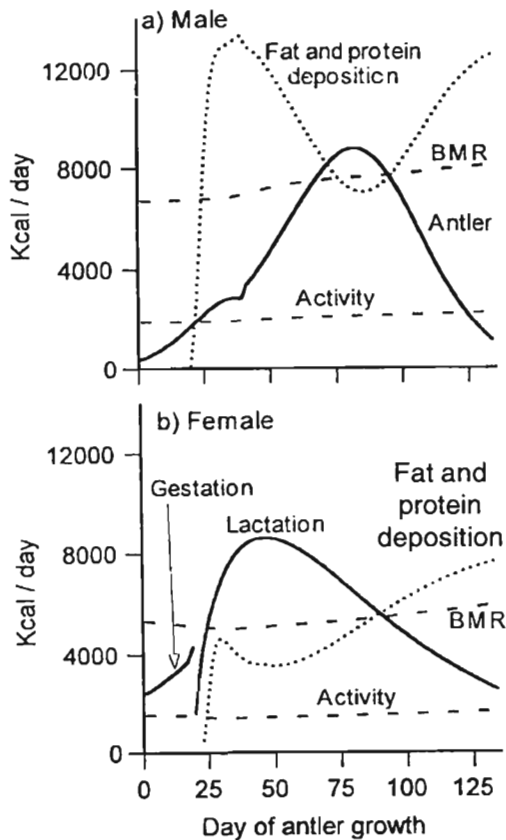 a) Male
Fat and protein
deposition
12000
BMR
8000
Antler
Kcal / day
4000
Activity
0
b) Female
12000
Gestation
Fat and
protein
deposition
Lactation
8000
Kcal / day
BMR
4000
Activity
0
0 25 50 75 100 125
Day of antler growth